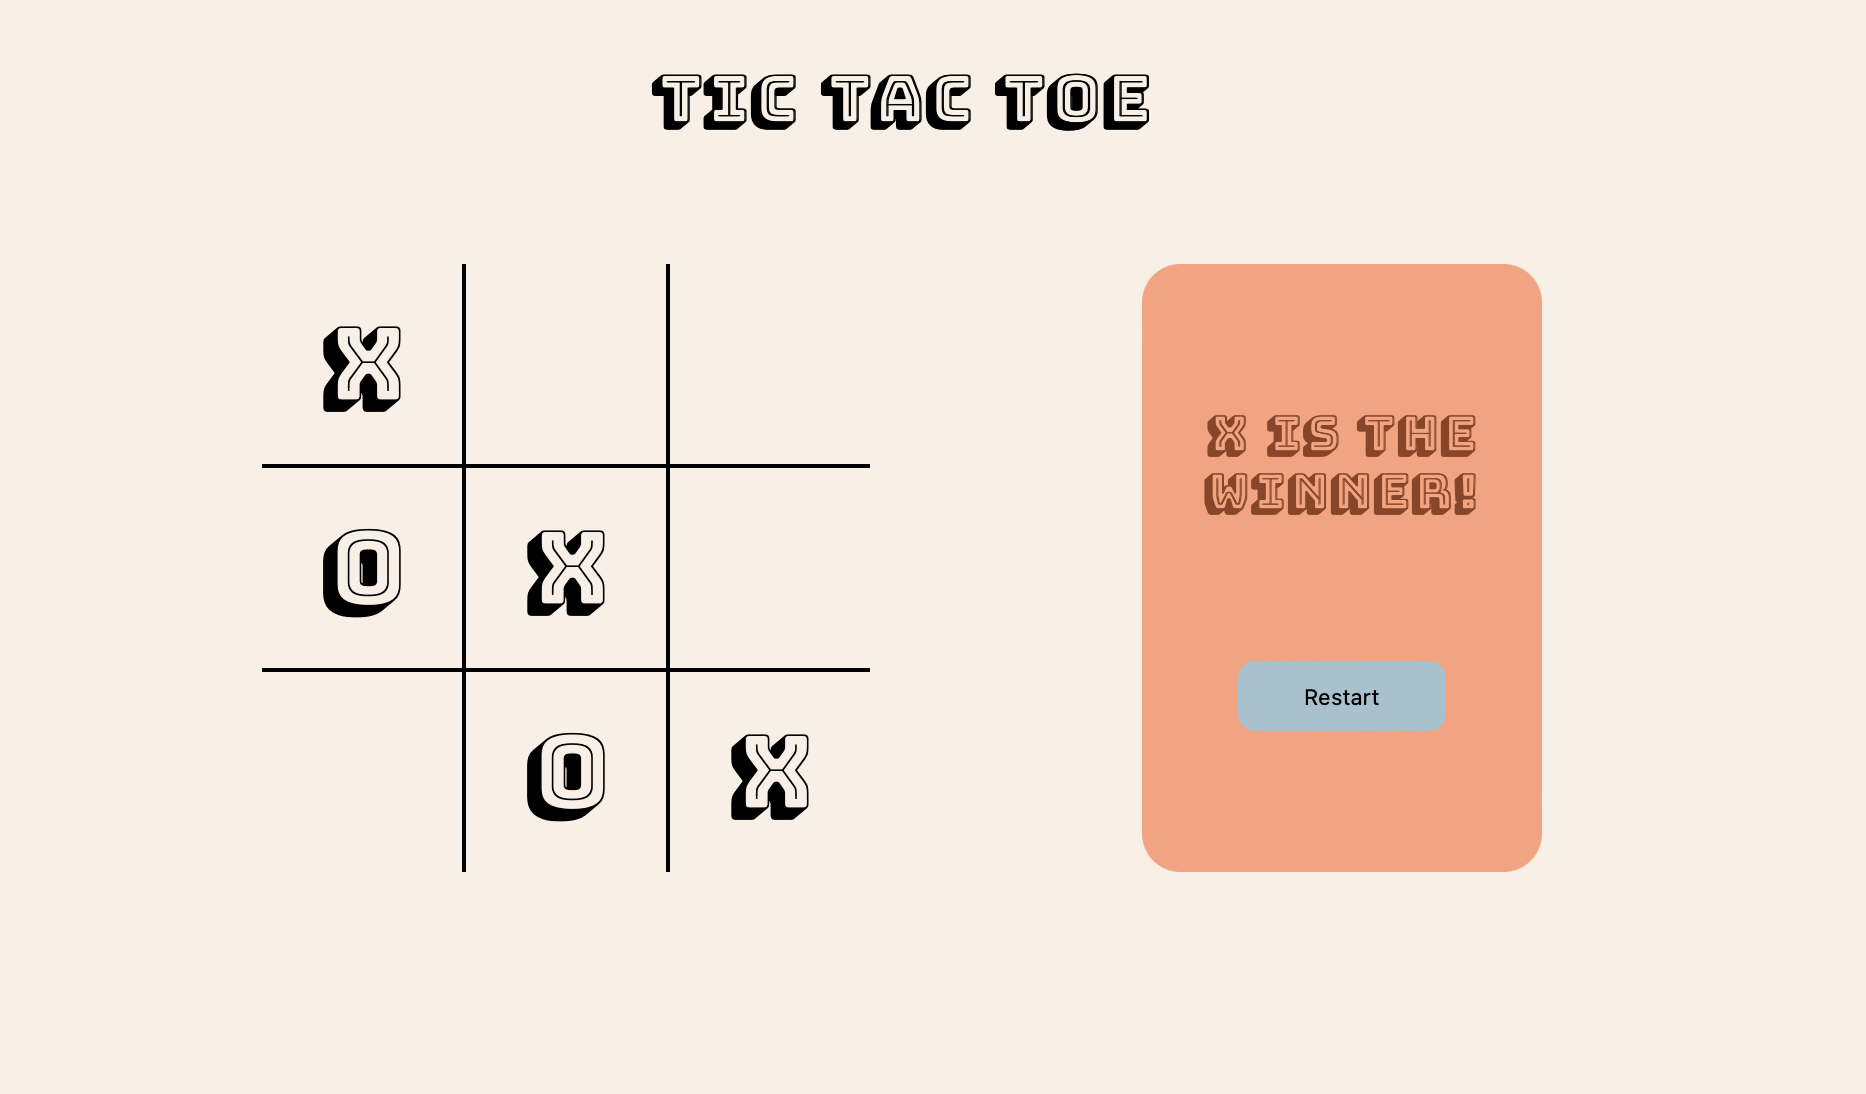 TIC TAC TOE
X
O X
O X
X IS THE
WINNER!
Restart